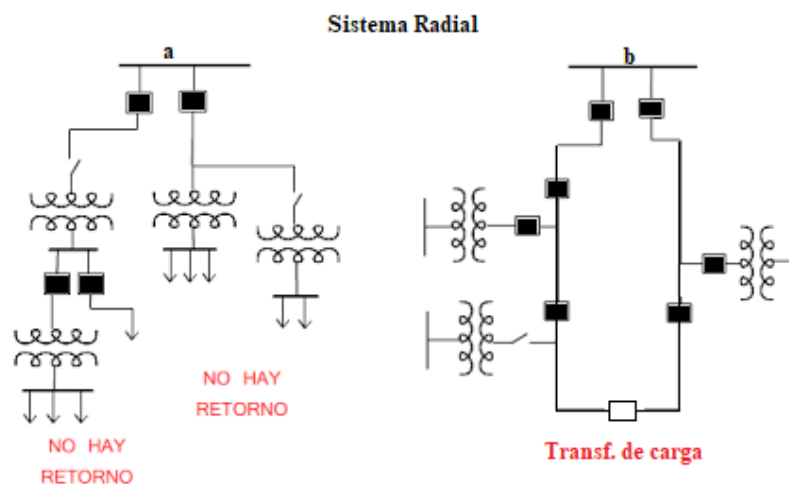 Sistema Radial
a
b
NO HAY
RETORNO
NO HAY
RETORNO
Transf. de carga